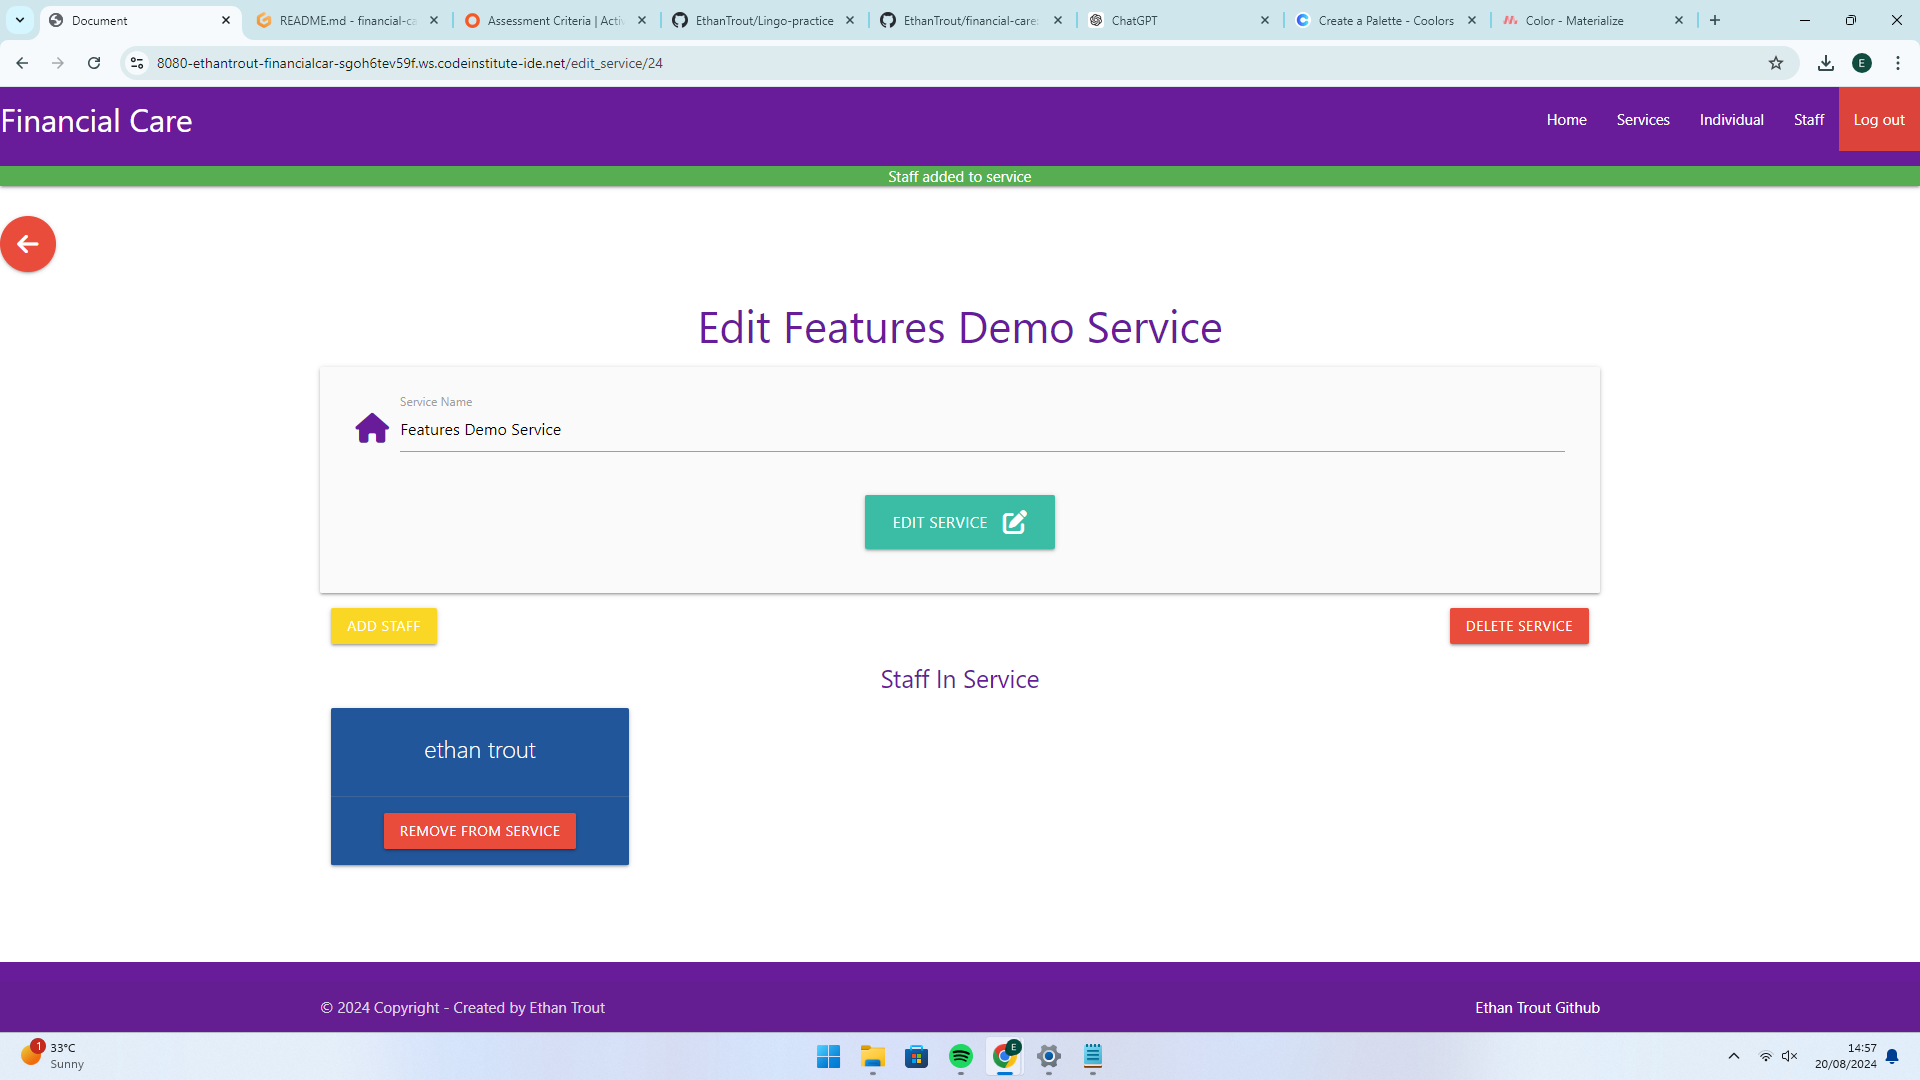 Document
README.md - financial-ca
Assessment Criteria | Activ
EthanTrout/Lingo-practice
EthanTrout/financial-care
ChatGPT
Create a Palette - Coolors
Color - Materialize
8080-ethantrout-financialcar-sgoh6tev59f.ws.codeinstitute-ide.net/edit_service/24
E
Financial Care
Home
Services
Individual
Staff
Log out
Staff added to service
Edit Features Demo Service
Service Name
Features Demo Service
EDIT SERVICE
ADD STAFF
DELETE SERVICE
Staff In Service
ethan trout
REMOVE FROM SERVICE
© 2024 Copyright - Created by Ethan Trout
Ethan Trout Github
1
33°C
Sunny
E
14:57
20/08/2024